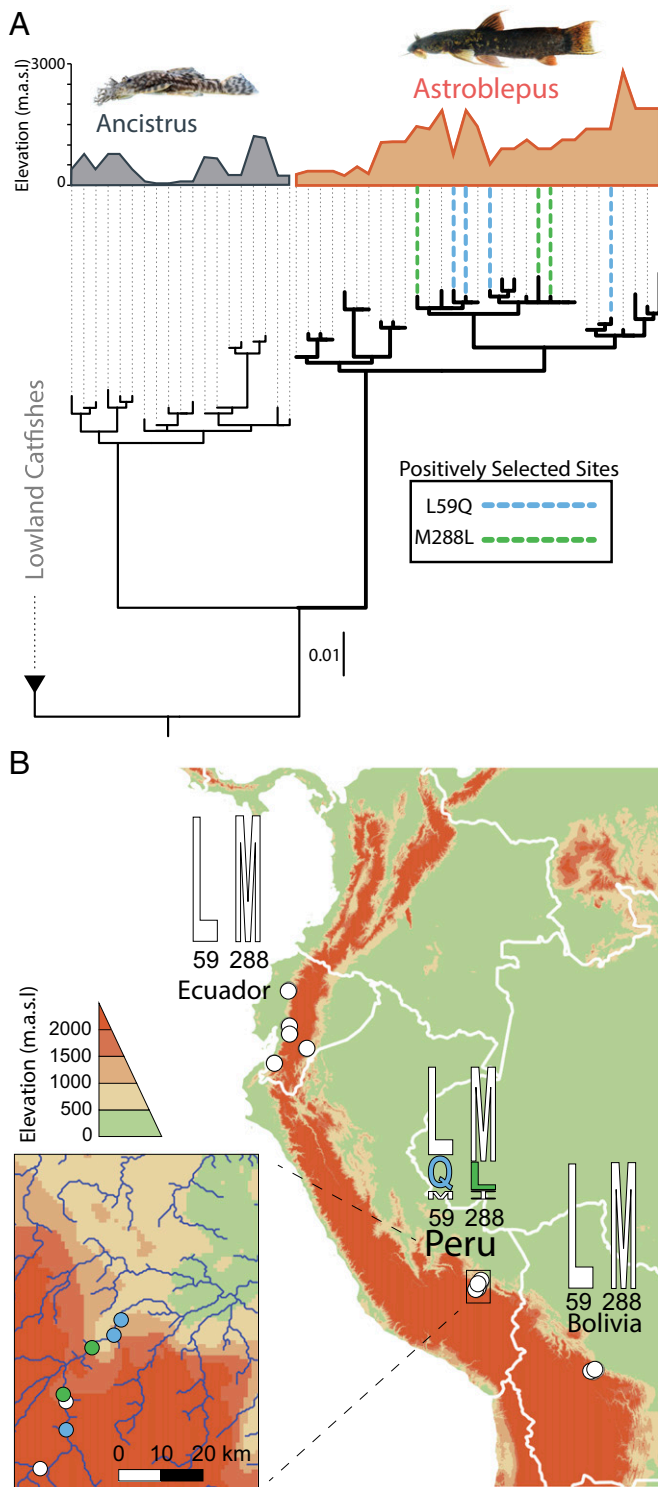 A
Elevation (m.a.s.l)
3000
0
Ancistrus
Astroblepus
Lowland Catfishes
Positively Selected Sites
L59Q
M288L
0.01
B
L M
59 288
Ecuador
Elevation (m.a.s.l)
2000
1500
1000
500
0
L M
Q L
M I
59 288
Peru
L M
59 288
Bolivia
0 10 20 km